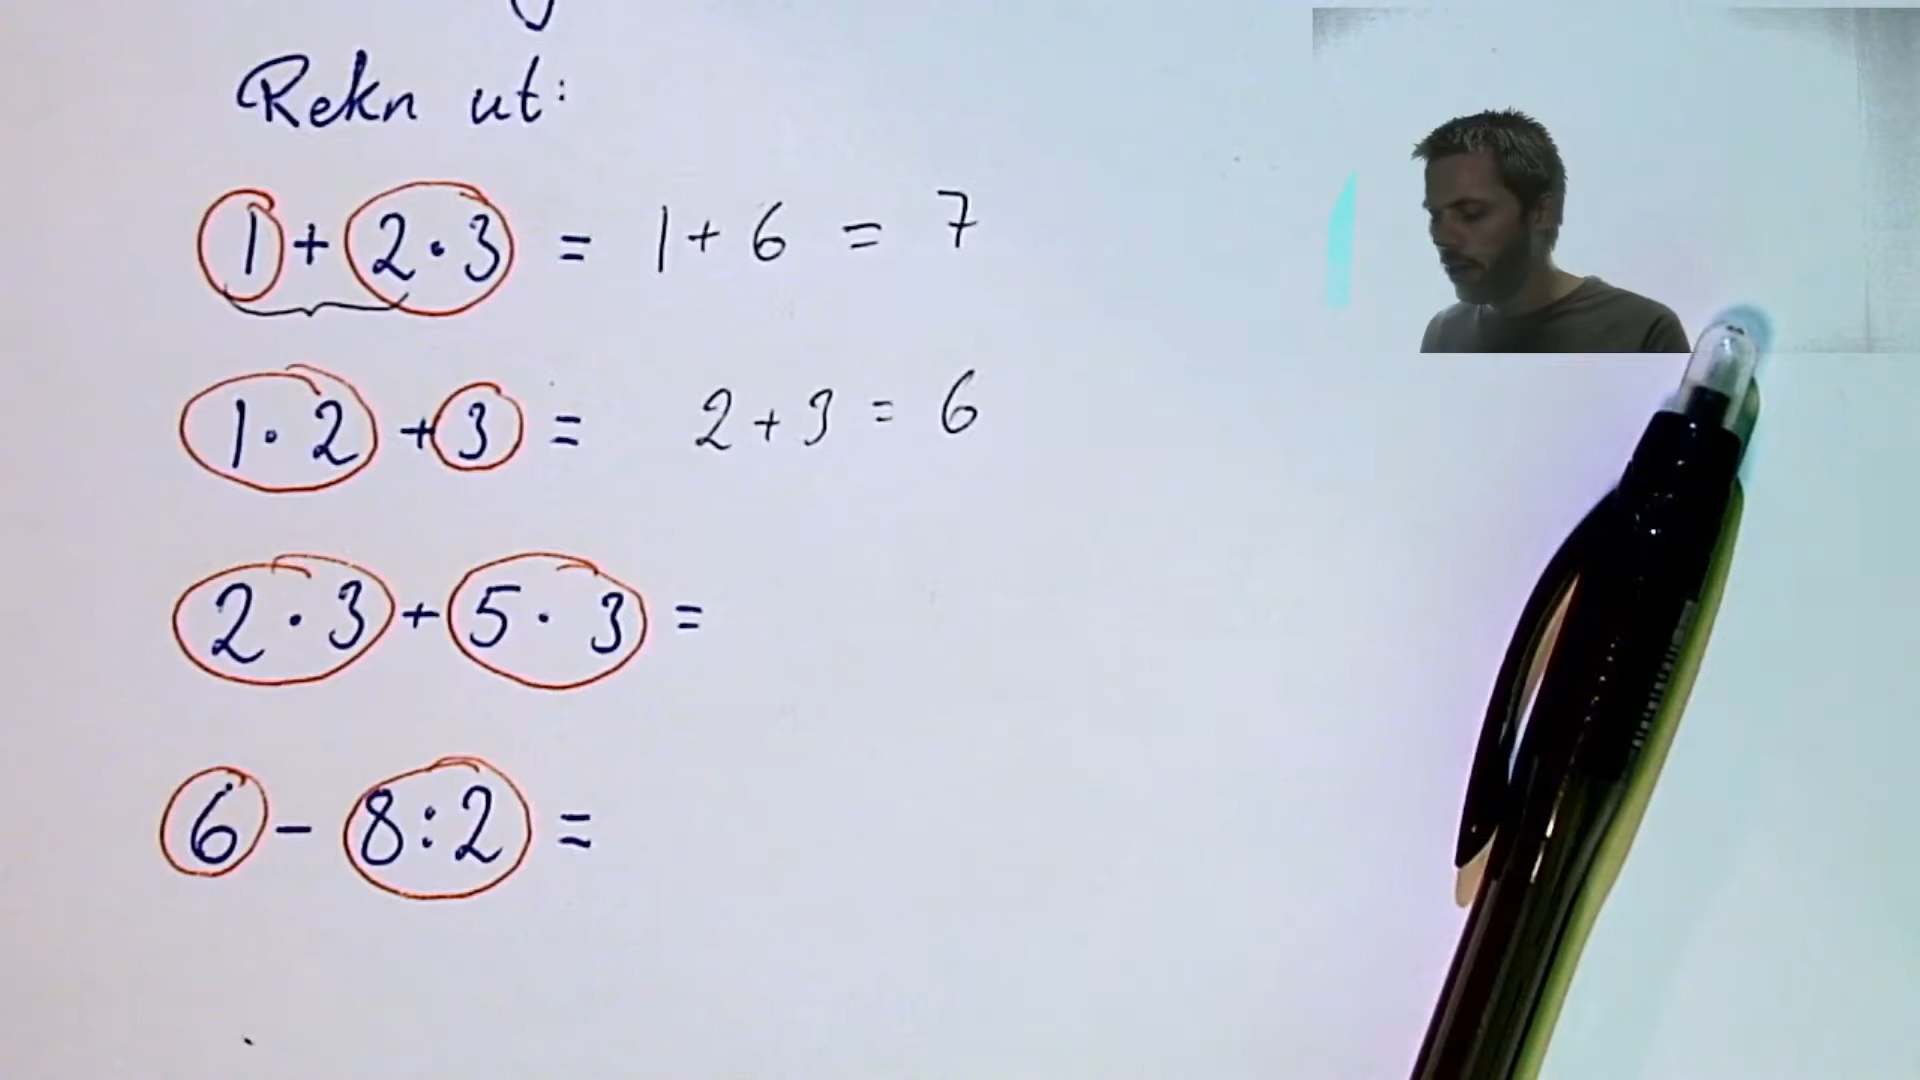 Rekn ut:
1 + 2 · 3 = 1 + 6 = 7
1 · 2 + 3 = 2 + 3 = 6
2 · 3 + 5 · 3 =
6 - 8 : 2 =